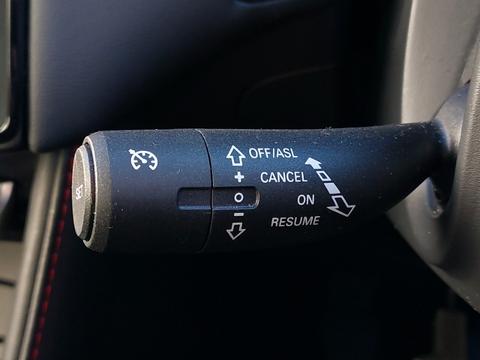 OFF/ASL
+ CANCEL
SET
O ON
− RESUME